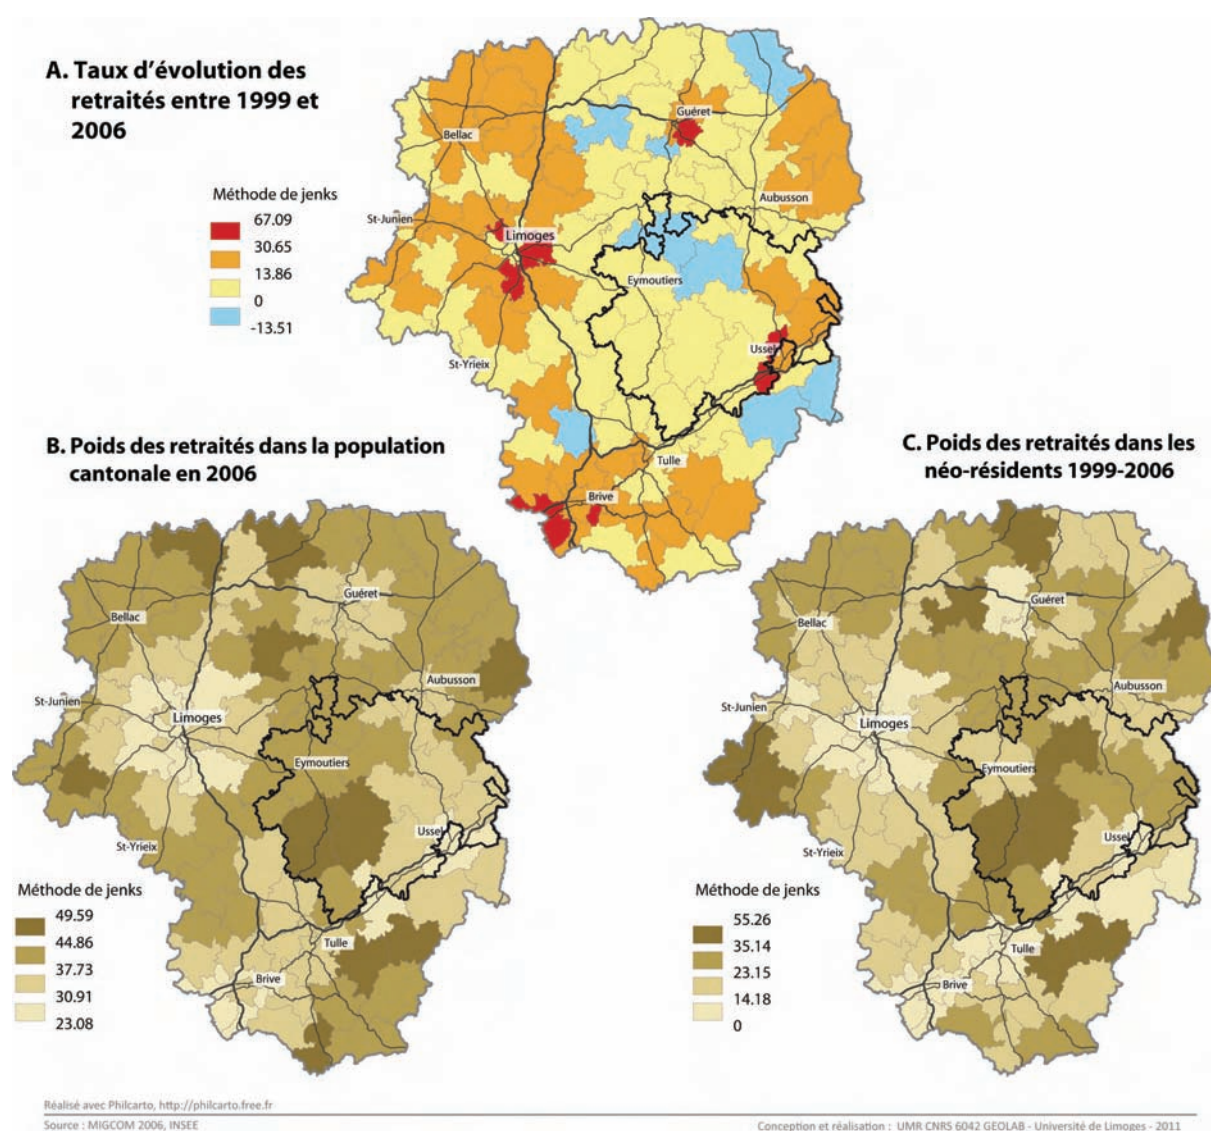 A. Taux d'évolution des
retraités entre 1999 et
2006
Méthode de jenks
67.09
30.65
13.86
0
-13.51
Guéret
Bellac
Aubusson
St-Junien
Limoges
Eymoutiers
Ussel
St-Yrieix
Tulle
Brive
B. Poids des retraités dans la population
cantonale en 2006
Guéret
Bellac
Aubusson
St-Junien
Limoges
Eymoutiers
Ussel
St-Yrieix
Tulle
Brive
Méthode de jenks
49.59
44.86
37.73
30.91
23.08
C. Poids des retraités dans les
néo-résidents 1999-2006
Guéret
Bellac
Aubusson
St-Junien
Limoges
Eymoutiers
Ussel
St-Yrieix
Tulle
Brive
Méthode de jenks
55.26
35.14
23.15
14.18
0
Réalisé avec Philcarto, http://philcarto.free.fr
Source : MIGCOM 2006, INSEE
Conception et réalisation : UMR CNRS 6042 GEOLAB - Université de Limoges - 2011